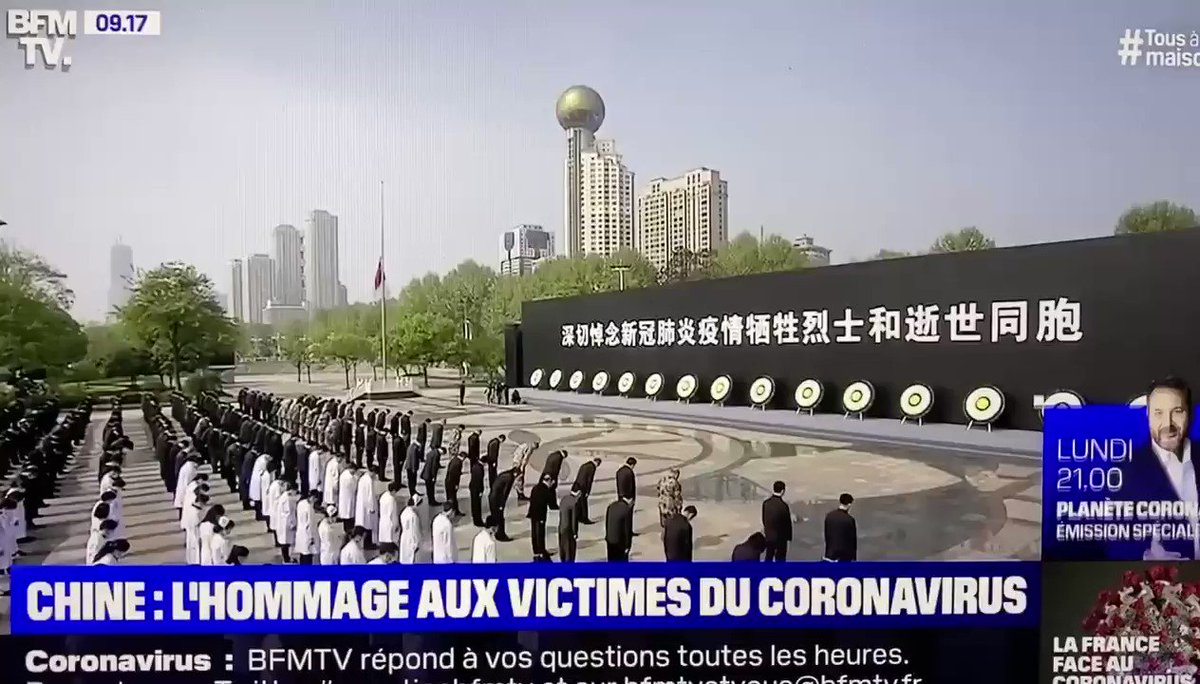 BFM
TV.
09.17
#Tous à
maiso
深切悼念新冠肺炎疫情牺牲烈士和逝世同胞
LUNDI
21.00
PLANÈTE CORON
ÉMISSION SPÉCIAL
CHINE : L'HOMMAGE AUX VICTIMES DU CORONAVIRUS
Coronavirus : BFMTV répond à vos questions toutes les heures.
LA FRANCE
FACE AU
CORONAVIRUS